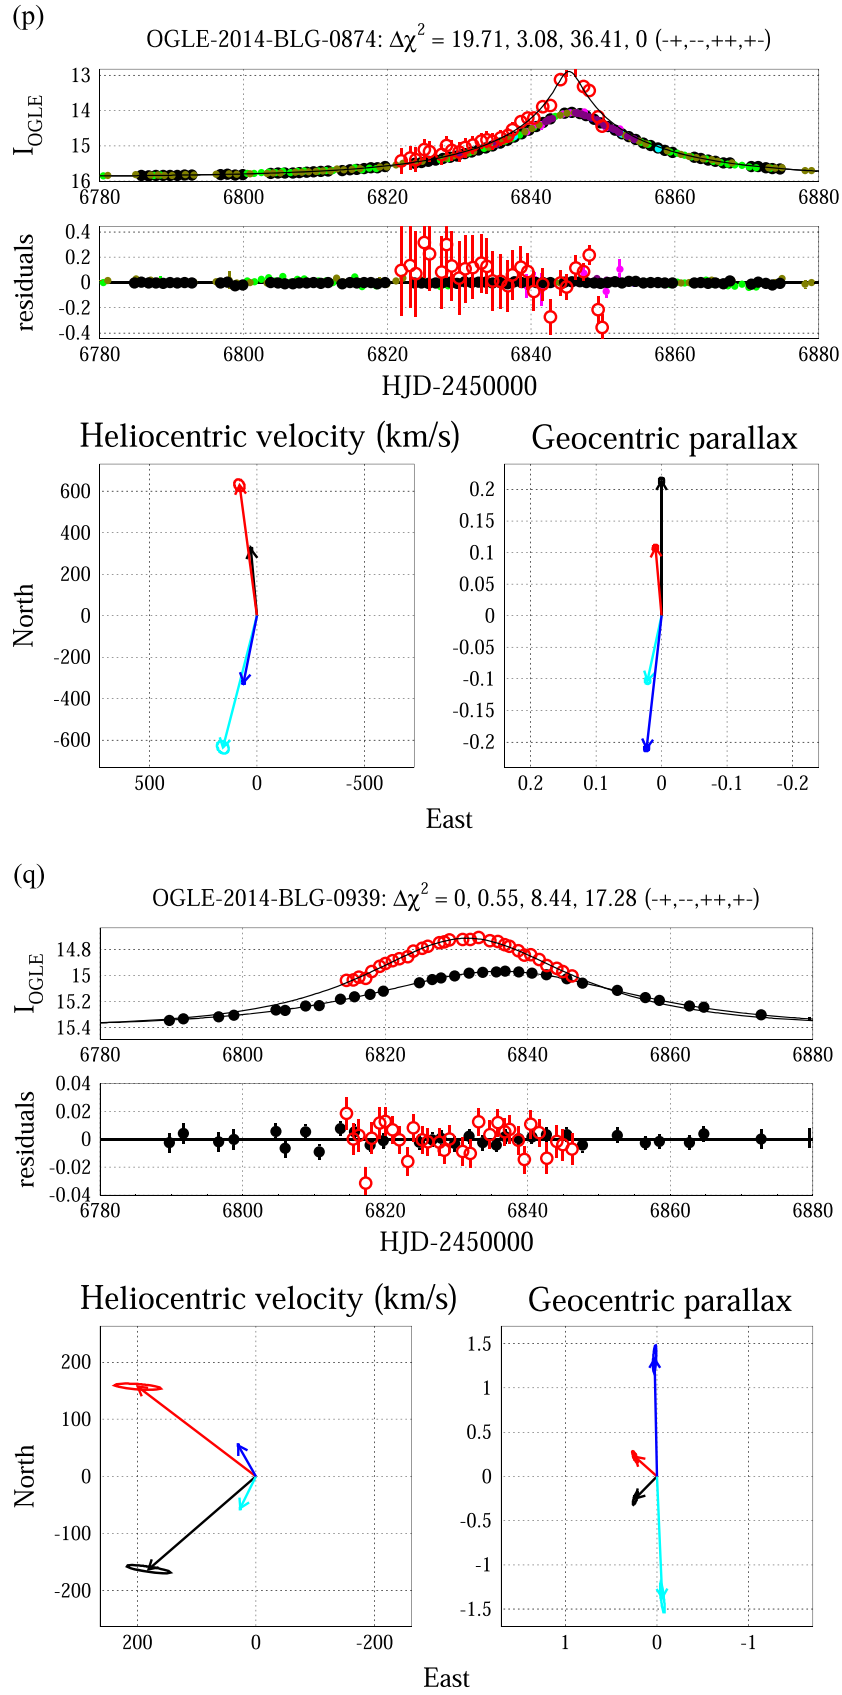 (p)
OGLE-2014-BLG-0874: Δχ² = 19.71, 3.08, 36.41, 0 (-+,--,++,+-)
I_OGLE
13
14
15
16
6780 6800 6820 6840 6860 6880
residuals
0.4
0.2
0
-0.2
-0.4
6780 6800 6820 6840 6860 6880
HJD-2450000
Heliocentric velocity (km/s) Geocentric parallax
North
600
400
200
0
-200
-400
-600
500 0 -500
0.2
0.15
0.1
0.05
0
-0.05
-0.1
-0.15
-0.2
0.2 0.1 0 -0.1 -0.2
East
(q)
OGLE-2014-BLG-0939: Δχ² = 0, 0.55, 8.44, 17.28 (-+,--,++,+-)
I_OGLE
14.8
15
15.2
15.4
6780 6800 6820 6840 6860 6880
residuals
0.04
0.02
0
-0.02
-0.04
6780 6800 6820 6840 6860 6880
HJD-2450000
Heliocentric velocity (km/s) Geocentric parallax
North
200
100
0
-100
-200
200 0 -200
1.5
1
0.5
0
-0.5
-1
-1.5
1 0 -1
East